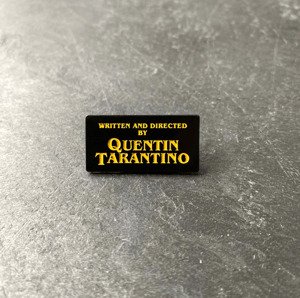 WRITTEN AND DIRECTED
BY
QUENTIN
TARANTINO